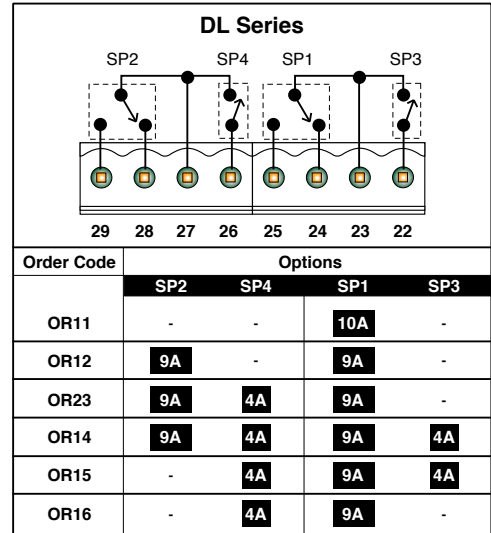 DL Series
SP2 SP4 SP1 SP3
29 28 27 26 25 24 23 22
Order Code Options
SP2 SP4 SP1 SP3
OR11 - - 10A -
OR12 9A - 9A -
OR23 9A 4A 9A -
OR14 9A 4A 9A 4A
OR15 - 4A 9A 4A
OR16 - 4A 9A